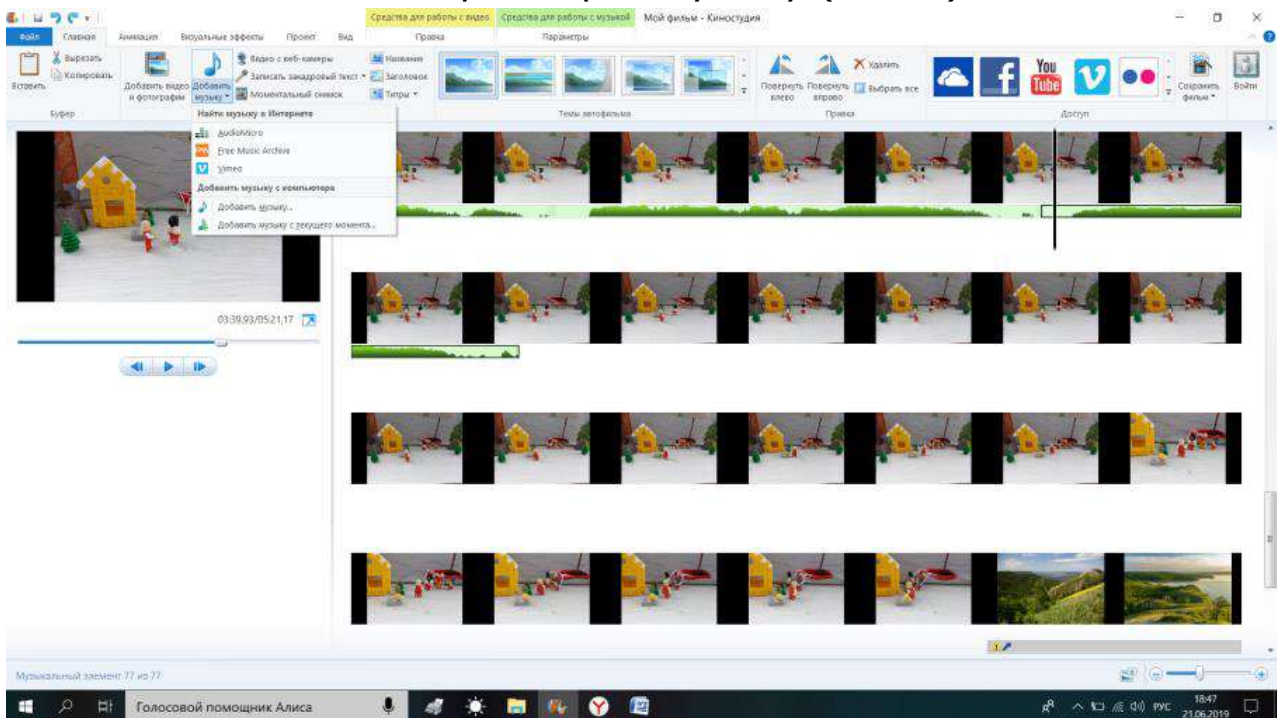 Средства для работы с видео Средства для работы с музыкой Мой фильм - Киностудия
Файл Главная Анимация Визуальные эффекты Проект Вид Правка Параметры
Вставить
Вырезать
Копировать
Добавить видео и фотографии
Добавить музыку
Видео с веб-камеры
Записать закадровый текст
Моментальный снимок
Название
Заголовок
Титры
Повернуть влево
Повернуть вправо
Удалить
Выбрать все
You Tube
Сохранить фильм
Войти
Буфер Темы автофильма Правка Доступ
Найти музыку в Интернете
AudioMicro
Free Music Archive
Vimeo
Добавить музыку с компьютера
Добавить музыку...
Добавить музыку с текущего момента...
03:39,93/05:21,17
Музыкальный элемент 77 из 77
Голосовой помощник Алиса
РУС
18:47
21.06.2019